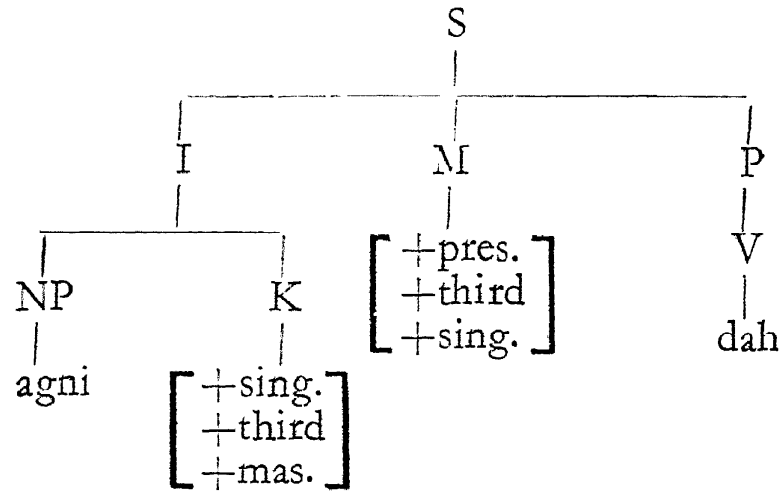 S
I M P
+pres. V
NP K +third
+sing. dah
agni +sing.
+third
+mas.